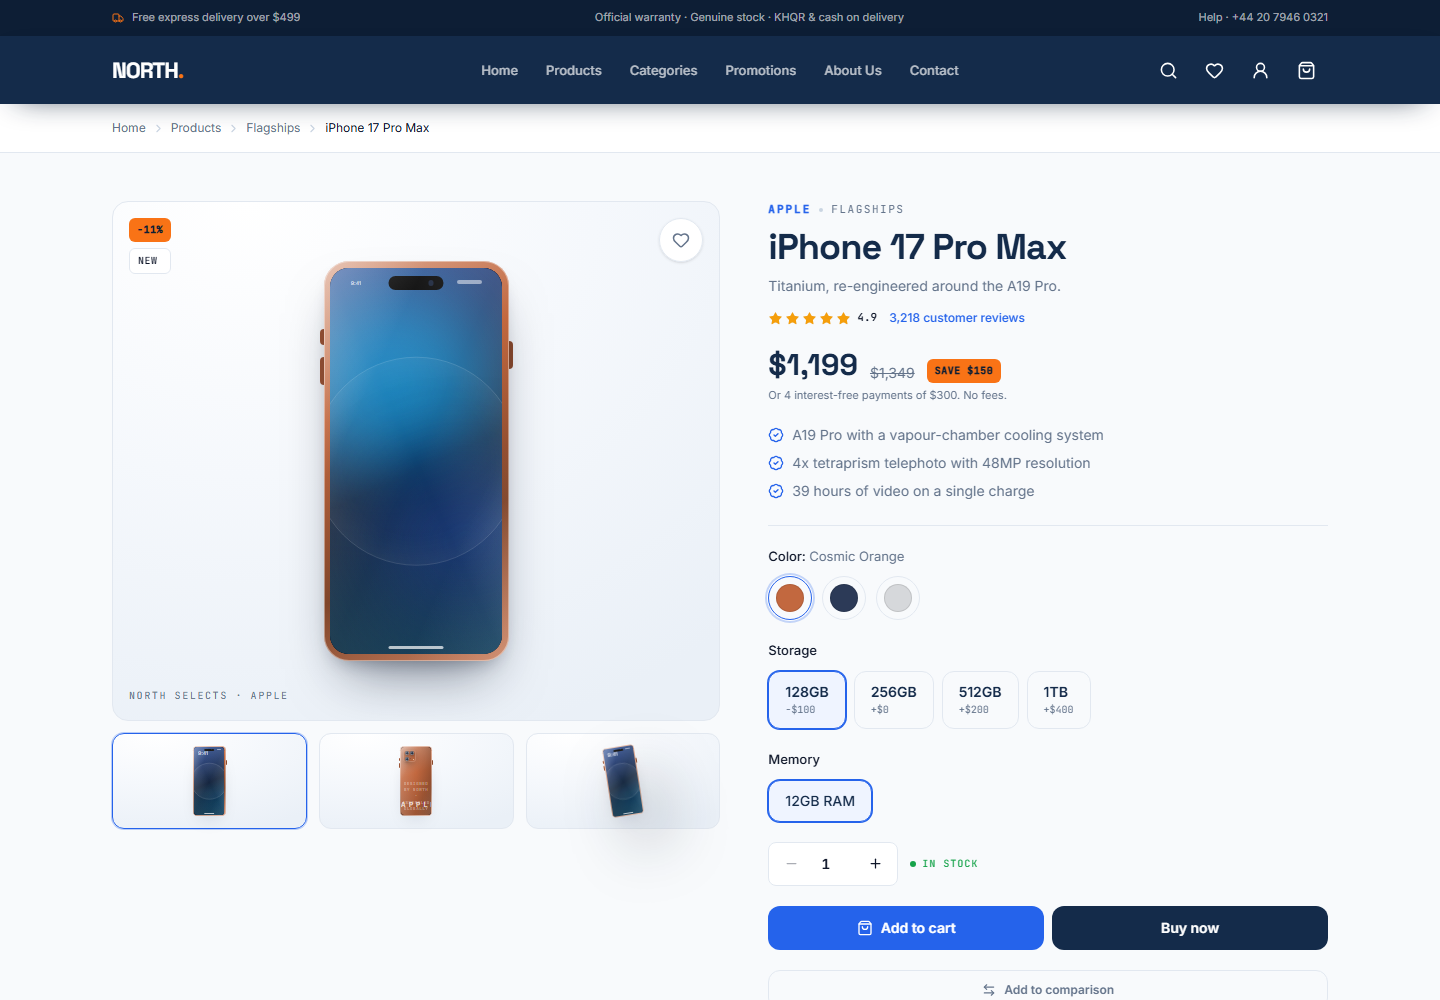 Free express delivery over $499
Official warranty · Genuine stock · KHQR & cash on delivery
Help · +44 20 7946 0321
NORTH.
Home Products Categories Promotions About Us Contact
Home > Products > Flagships > iPhone 17 Pro Max
-11%
NEW
9:41
NORTH SELECTS · APPLE
APPLE • FLAGSHIPS
iPhone 17 Pro Max
Titanium, re-engineered around the A19 Pro.
4.9 3,218 customer reviews
$1,199 $1,349 SAVE $150
Or 4 interest-free payments of $300. No fees.
A19 Pro with a vapour-chamber cooling system
4x tetraprism telephoto with 48MP resolution
39 hours of video on a single charge
Color: Cosmic Orange
Storage
128GB 256GB 512GB 1TB
-$100 +$0 +$200 +$400
Memory
12GB RAM
− 1 + IN STOCK
Add to cart Buy now
Add to comparison